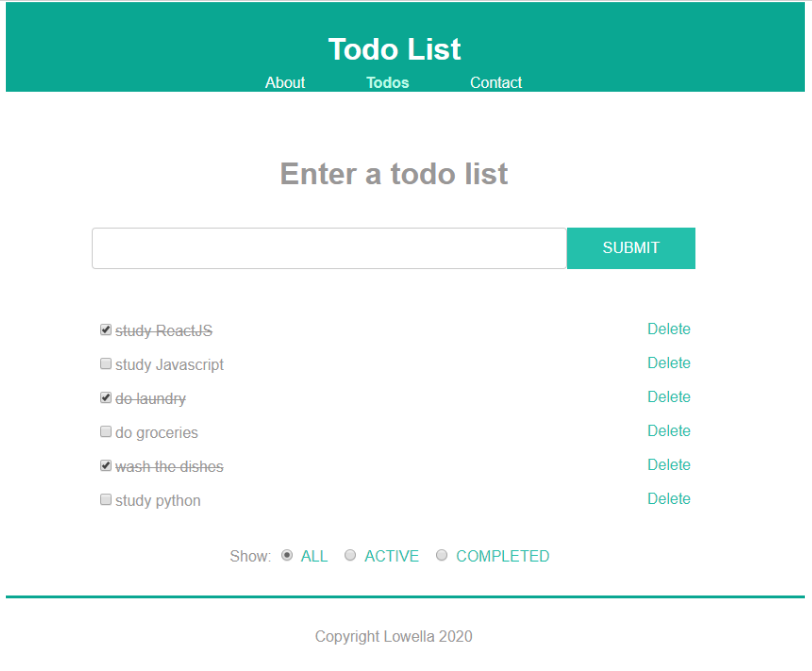 Todo List
About Todos Contact
Enter a todo list
SUBMIT
study ReactJS Delete
study Javascript Delete
do laundry Delete
do groceries Delete
wash the dishes Delete
study python Delete
Show: ALL ACTIVE COMPLETED
Copyright Lowella 2020